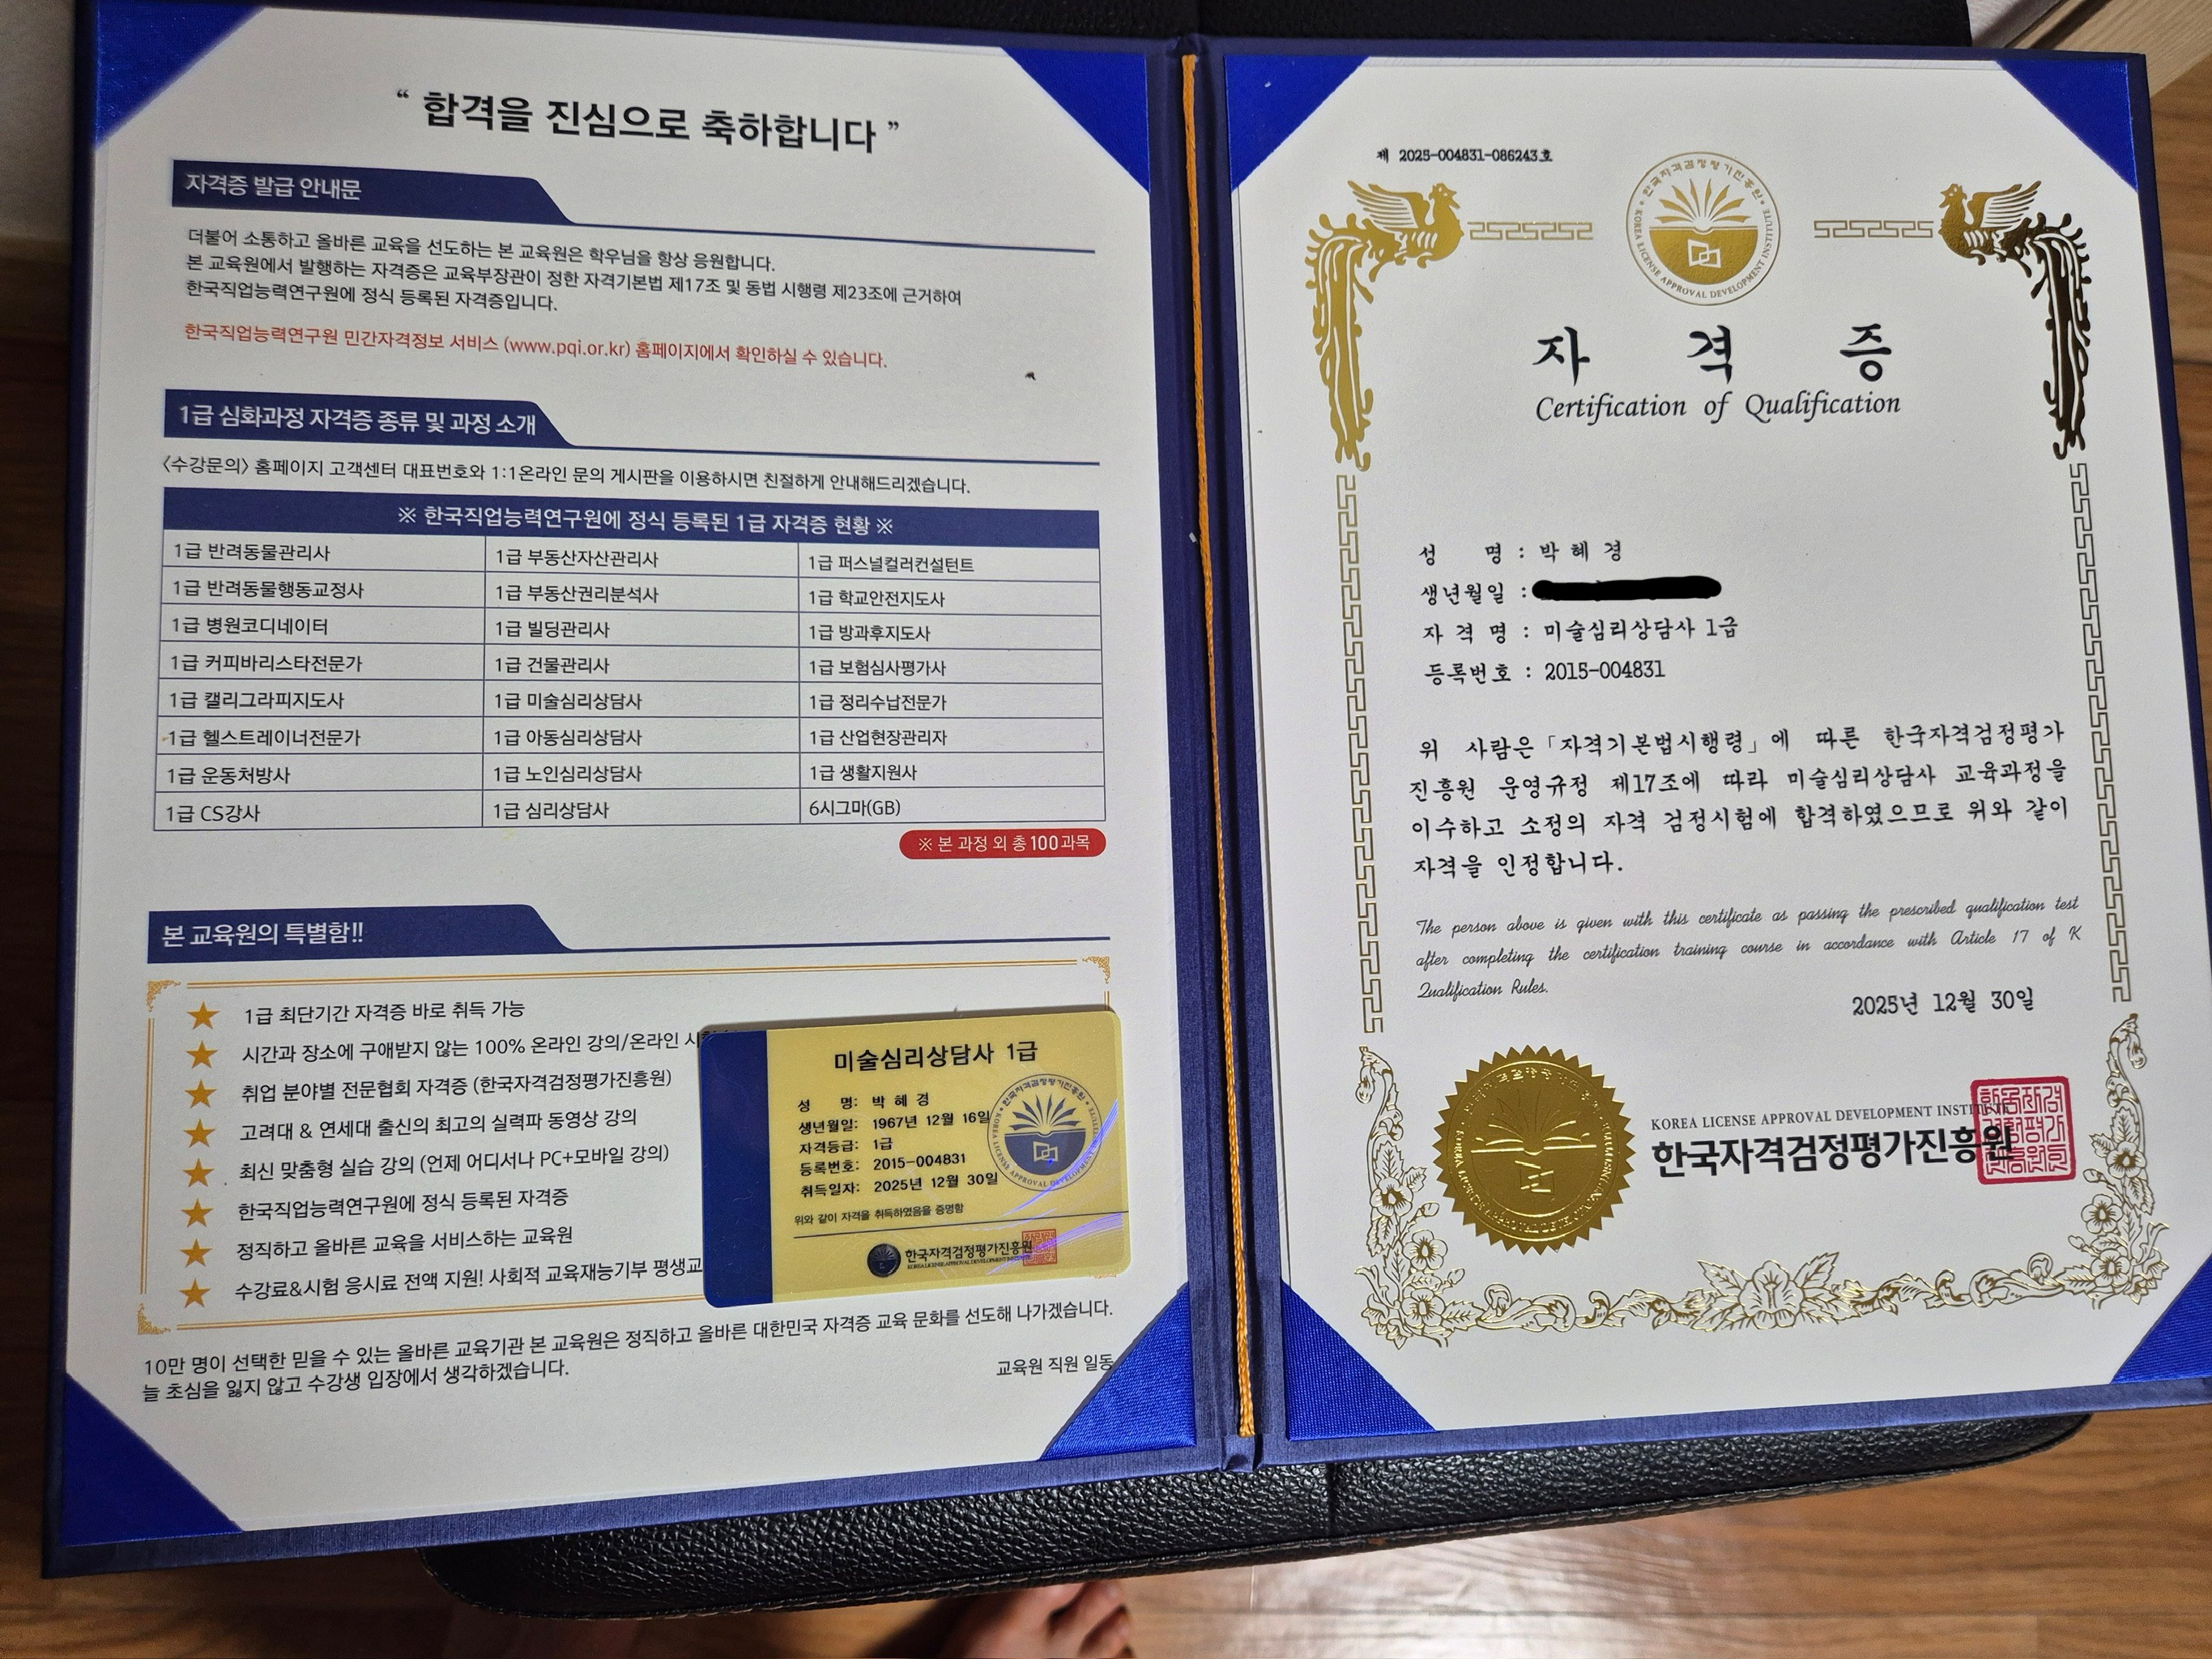 “ 합격을 진심으로 축하합니다 ”
자격증 발급 안내문
더불어 소통하고 올바른 교육을 선도하는 본 교육원은 학우님을 항상 응원합니다.
본 교육원에서 발행하는 자격증은 교육부장관이 정한 자격기본법 제17조 및 동법 시행령 제23조에 근거하여
한국직업능력연구원에 정식 등록된 자격증입니다.
한국직업능력연구원 민간자격정보 서비스 (www.pqi.or.kr) 홈페이지에서 확인하실 수 있습니다.
1급 심화과정 자격증 종류 및 과정 소개
<수강문의> 홈페이지 고객센터 대표번호와 1:1온라인 문의 게시판을 이용하시면 친절하게 안내해드리겠습니다.
※ 한국직업능력연구원에 정식 등록된 1급 자격증 현황 ※
1급 반려동물관리사 1급 부동산자산관리사 1급 퍼스널컬러컨설턴트
1급 반려동물행동교정사 1급 부동산권리분석사 1급 학교안전지도사
1급 병원코디네이터 1급 빌딩관리사 1급 방과후지도사
1급 커피바리스타전문가 1급 건물관리사 1급 보험심사평가사
1급 캘리그라피지도사 1급 미술심리상담사 1급 정리수납전문가
1급 헬스트레이너전문가 1급 아동심리상담사 1급 산업현장관리자
1급 운동처방사 1급 노인심리상담사 1급 생활지원사
1급 CS강사 1급 심리상담사 6시그마(GB)
※ 본 과정 외 총 100과목
본 교육원의 특별함!!
★ 1급 최단기간 자격증 바로 취득 가능
★ 시간과 장소에 구애받지 않는 100% 온라인 강의/온라인
★ 취업 분야별 전문협회 자격증 (한국자격검정평가진흥원)
★ 고려대 & 연세대 출신의 최고의 실력파 동영상 강의
★ 최신 맞춤형 실습 강의 (언제 어디서나 PC+모바일 강의)
★ 한국직업능력연구원에 정식 등록된 자격증
★ 정직하고 올바른 교육을 서비스하는 교육원
★ 수강료&시험 응시료 전액 지원! 사회적 교육재능기부 평생교
10만 명이 선택한 믿을 수 있는 올바른 교육기관 본 교육원은 정직하고 올바른 대한민국 자격증 교육 문화를 선도해 나가겠습니다.
늘 초심을 잃지 않고 수강생 입장에서 생각하겠습니다.
교육원 직원 일동
미술심리상담사 1급
성 명: 박 혜 경
생년월일: 1967년 12월 16일
자격등급: 1급
등록번호: 2015-004831
취득일자: 2025년 12월 30일
위와 같이 자격을 취득하였음을 증명함
한국자격검정평가진흥원
KOREA LICENSE APPROVAL DEVELOPMENT INSTITUTE
제 2025-004831-086243호
한국자격검정평가진흥원
KOREA LICENSE APPROVAL DEVELOPMENT INSTITUTE
자 격 증
Certification of Qualification
성 명 : 박 혜 경
생년월일 :
자 격 명 : 미술심리상담사 1급
등록번호 : 2015-004831
위 사람은 「자격기본법시행령」에 따른 한국자격검정평가
진흥원 운영규정 제17조에 따라 미술심리상담사 교육과정을
이수하고 소정의 자격 검정시험에 합격하였으므로 위와 같이
자격을 인정합니다.
The person above is given with this certificate as passing the prescribed qualification test
after completing the certification training course in accordance with Article 17 of K
Qualification Rules.
2025년 12월 30일
KOREA LICENSE APPROVAL DEVELOPMENT INSTITUTE
한국자격검정평가진흥원